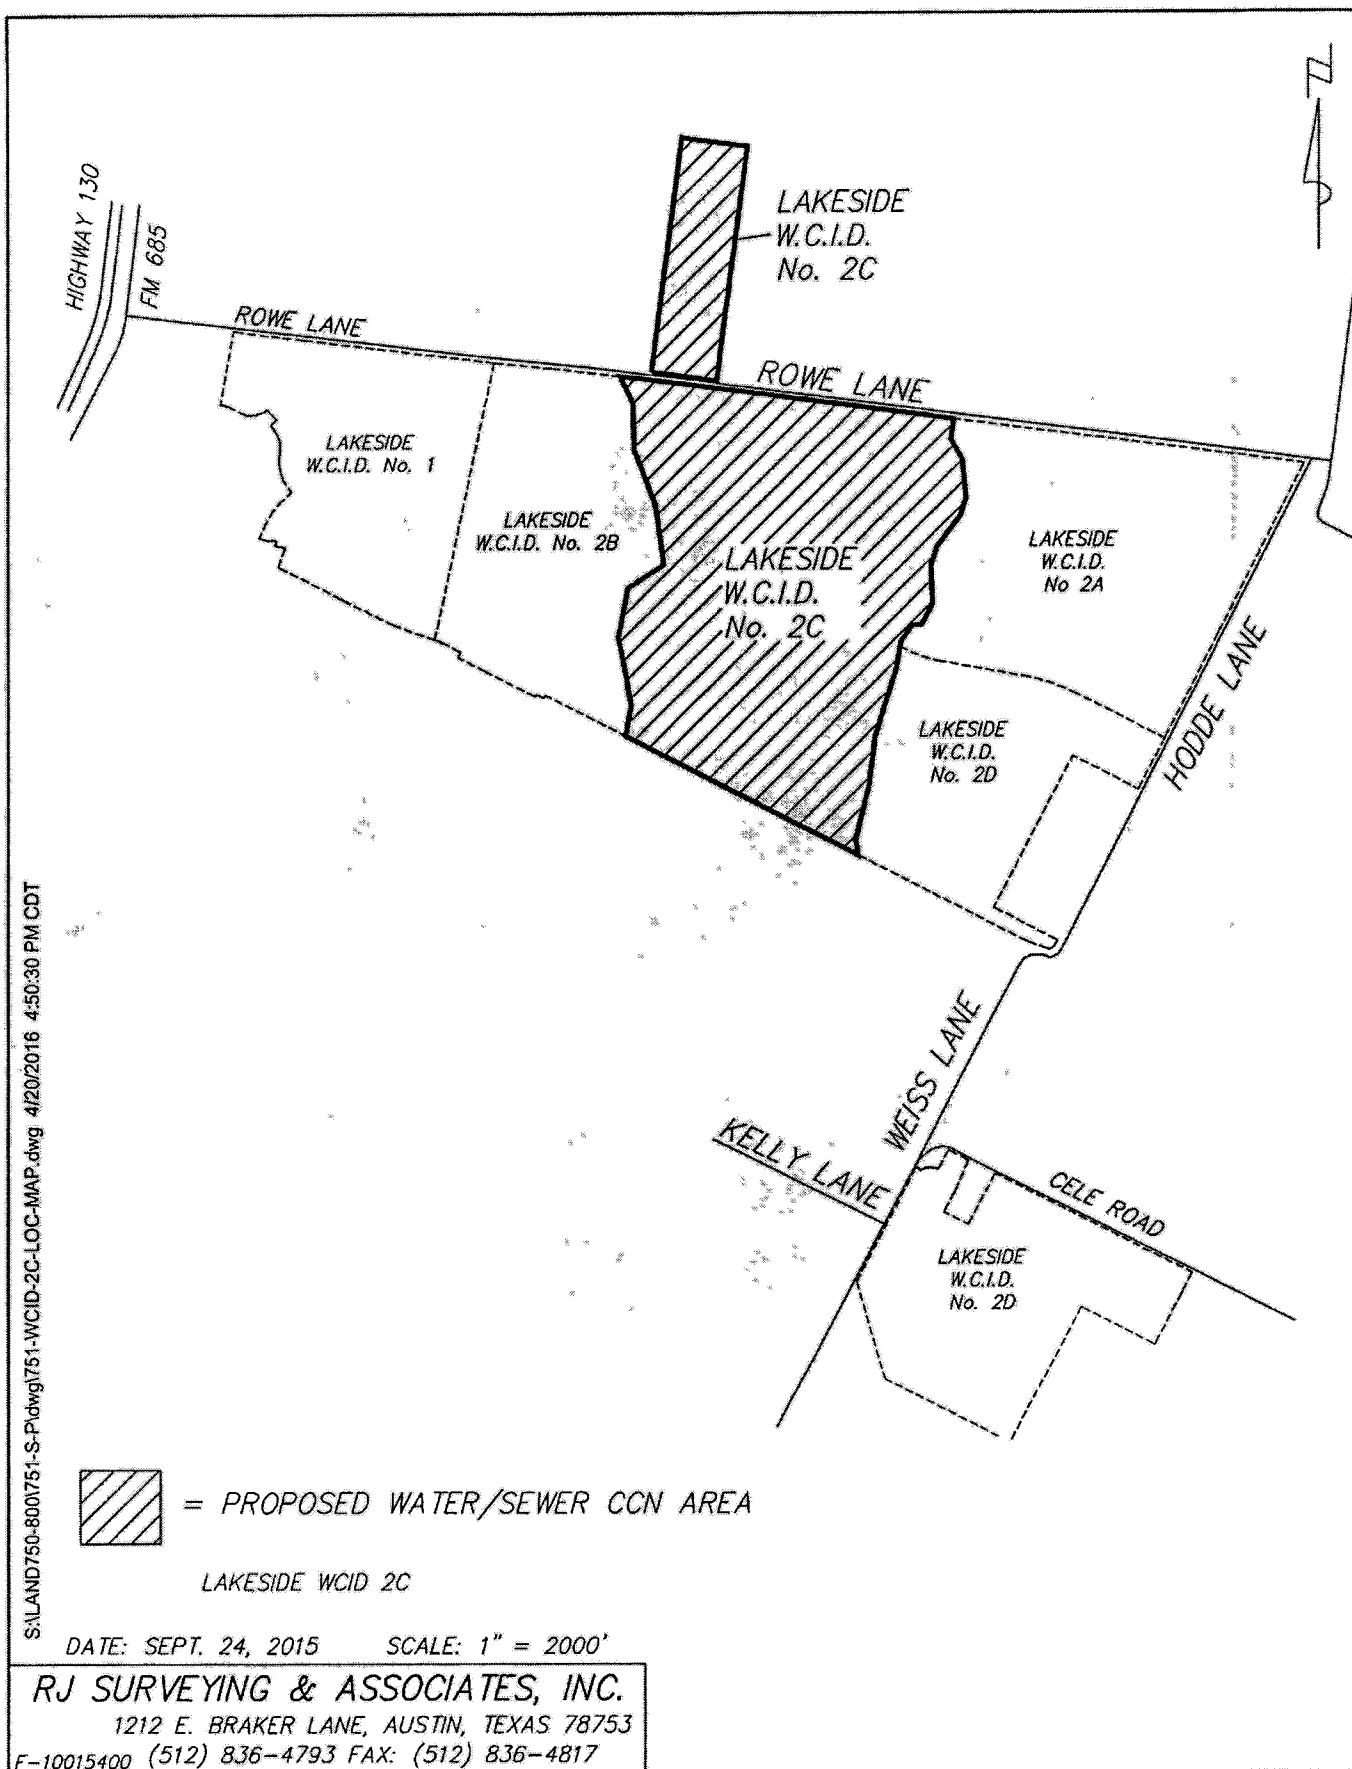 HIGHWAY 130
FM 685
LAKESIDE
W.C.I.D.
No. 2C
ROWE LANE
ROWE LANE
LAKESIDE
W.C.I.D. No. 1
LAKESIDE
W.C.I.D. No. 2B
LAKESIDE
W.C.I.D.
No. 2C
LAKESIDE
W.C.I.D.
No 2A
LAKESIDE
W.C.I.D.
No. 2D
HODDE LANE
WEISS LANE
KELLY LANE
CELE ROAD
LAKESIDE
W.C.I.D.
No. 2D
S:\LAND750-800\751-S-P\dwg\751-WCID-2C-LOC-MAP.dwg 4/20/2016 4:50:30 PM CDT
= PROPOSED WATER/SEWER CCN AREA
LAKESIDE WCID 2C
DATE: SEPT. 24, 2015 SCALE: 1" = 2000'
RJ SURVEYING & ASSOCIATES, INC.
1212 E. BRAKER LANE, AUSTIN, TEXAS 78753
F-10015400 (512) 836-4793 FAX: (512) 836-4817